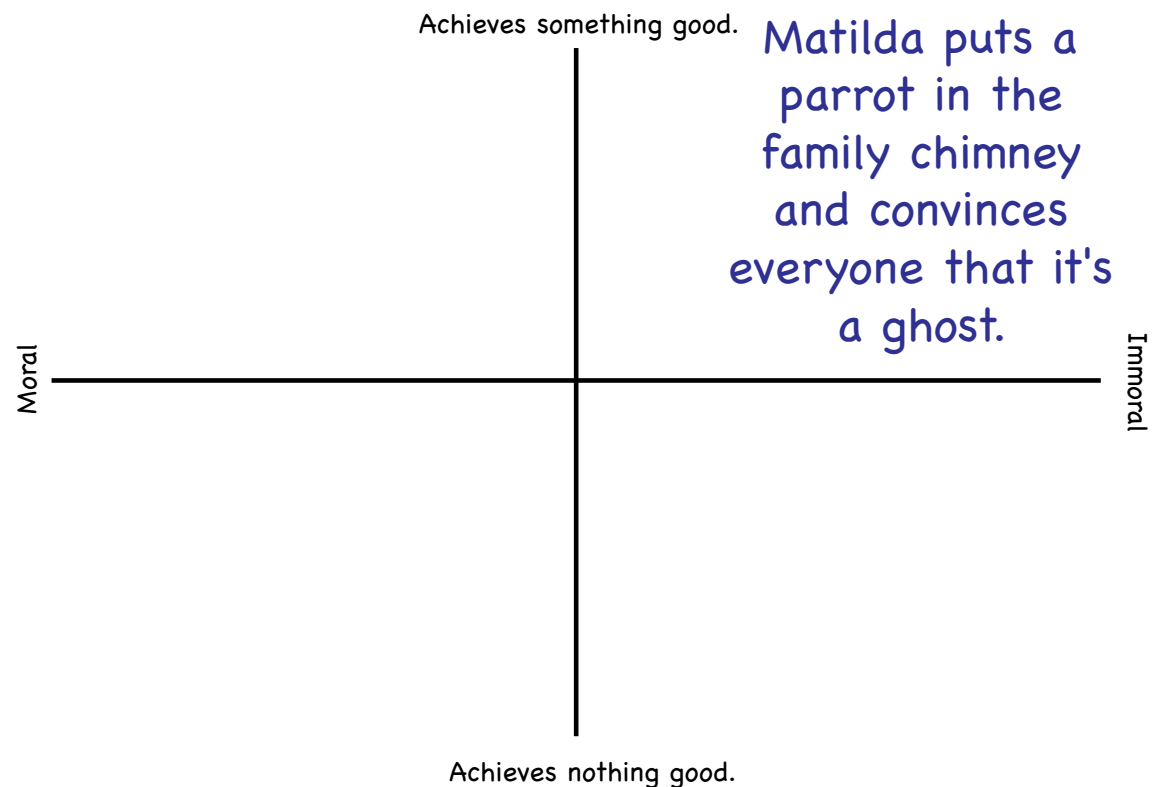 Achieves something good.
Matilda puts a
parrot in the
family chimney
and convinces
everyone that it's
a ghost.
Moral
Immoral
Achieves nothing good.